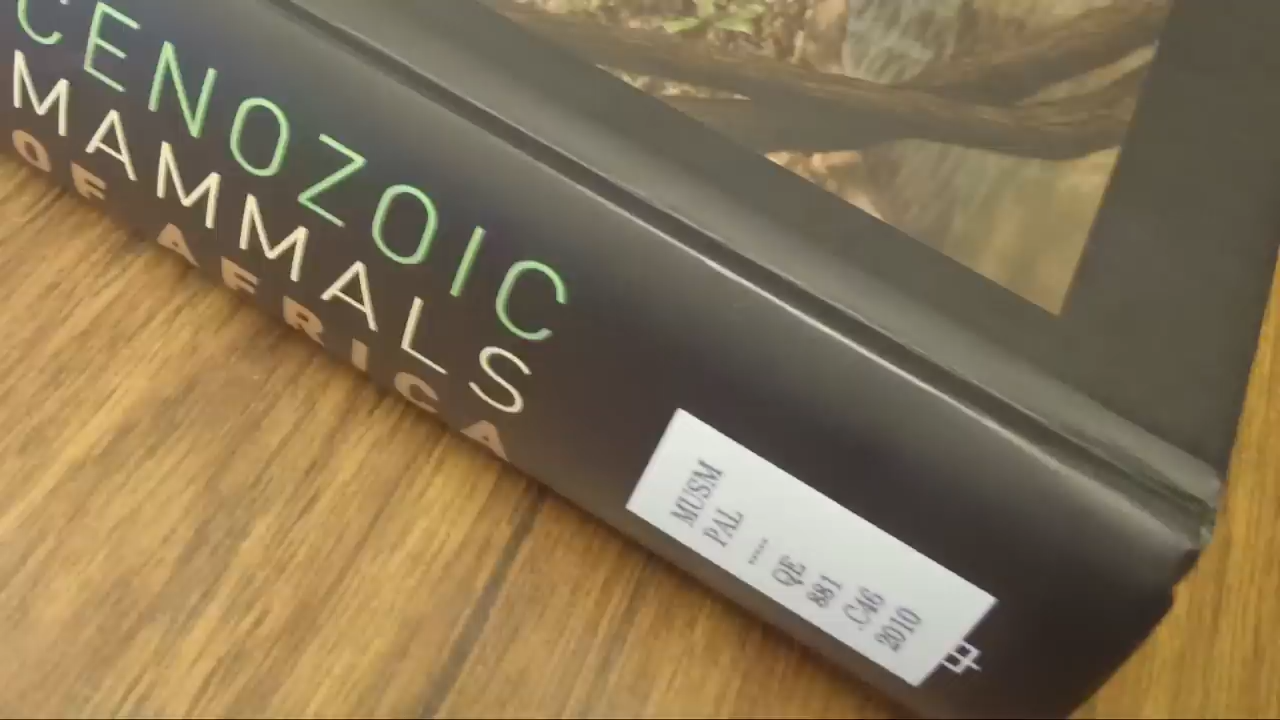 CENOZOIC
MAMMALS
OF AFRICA
MUSM
PAL
.....
QE
881
.C46
2010